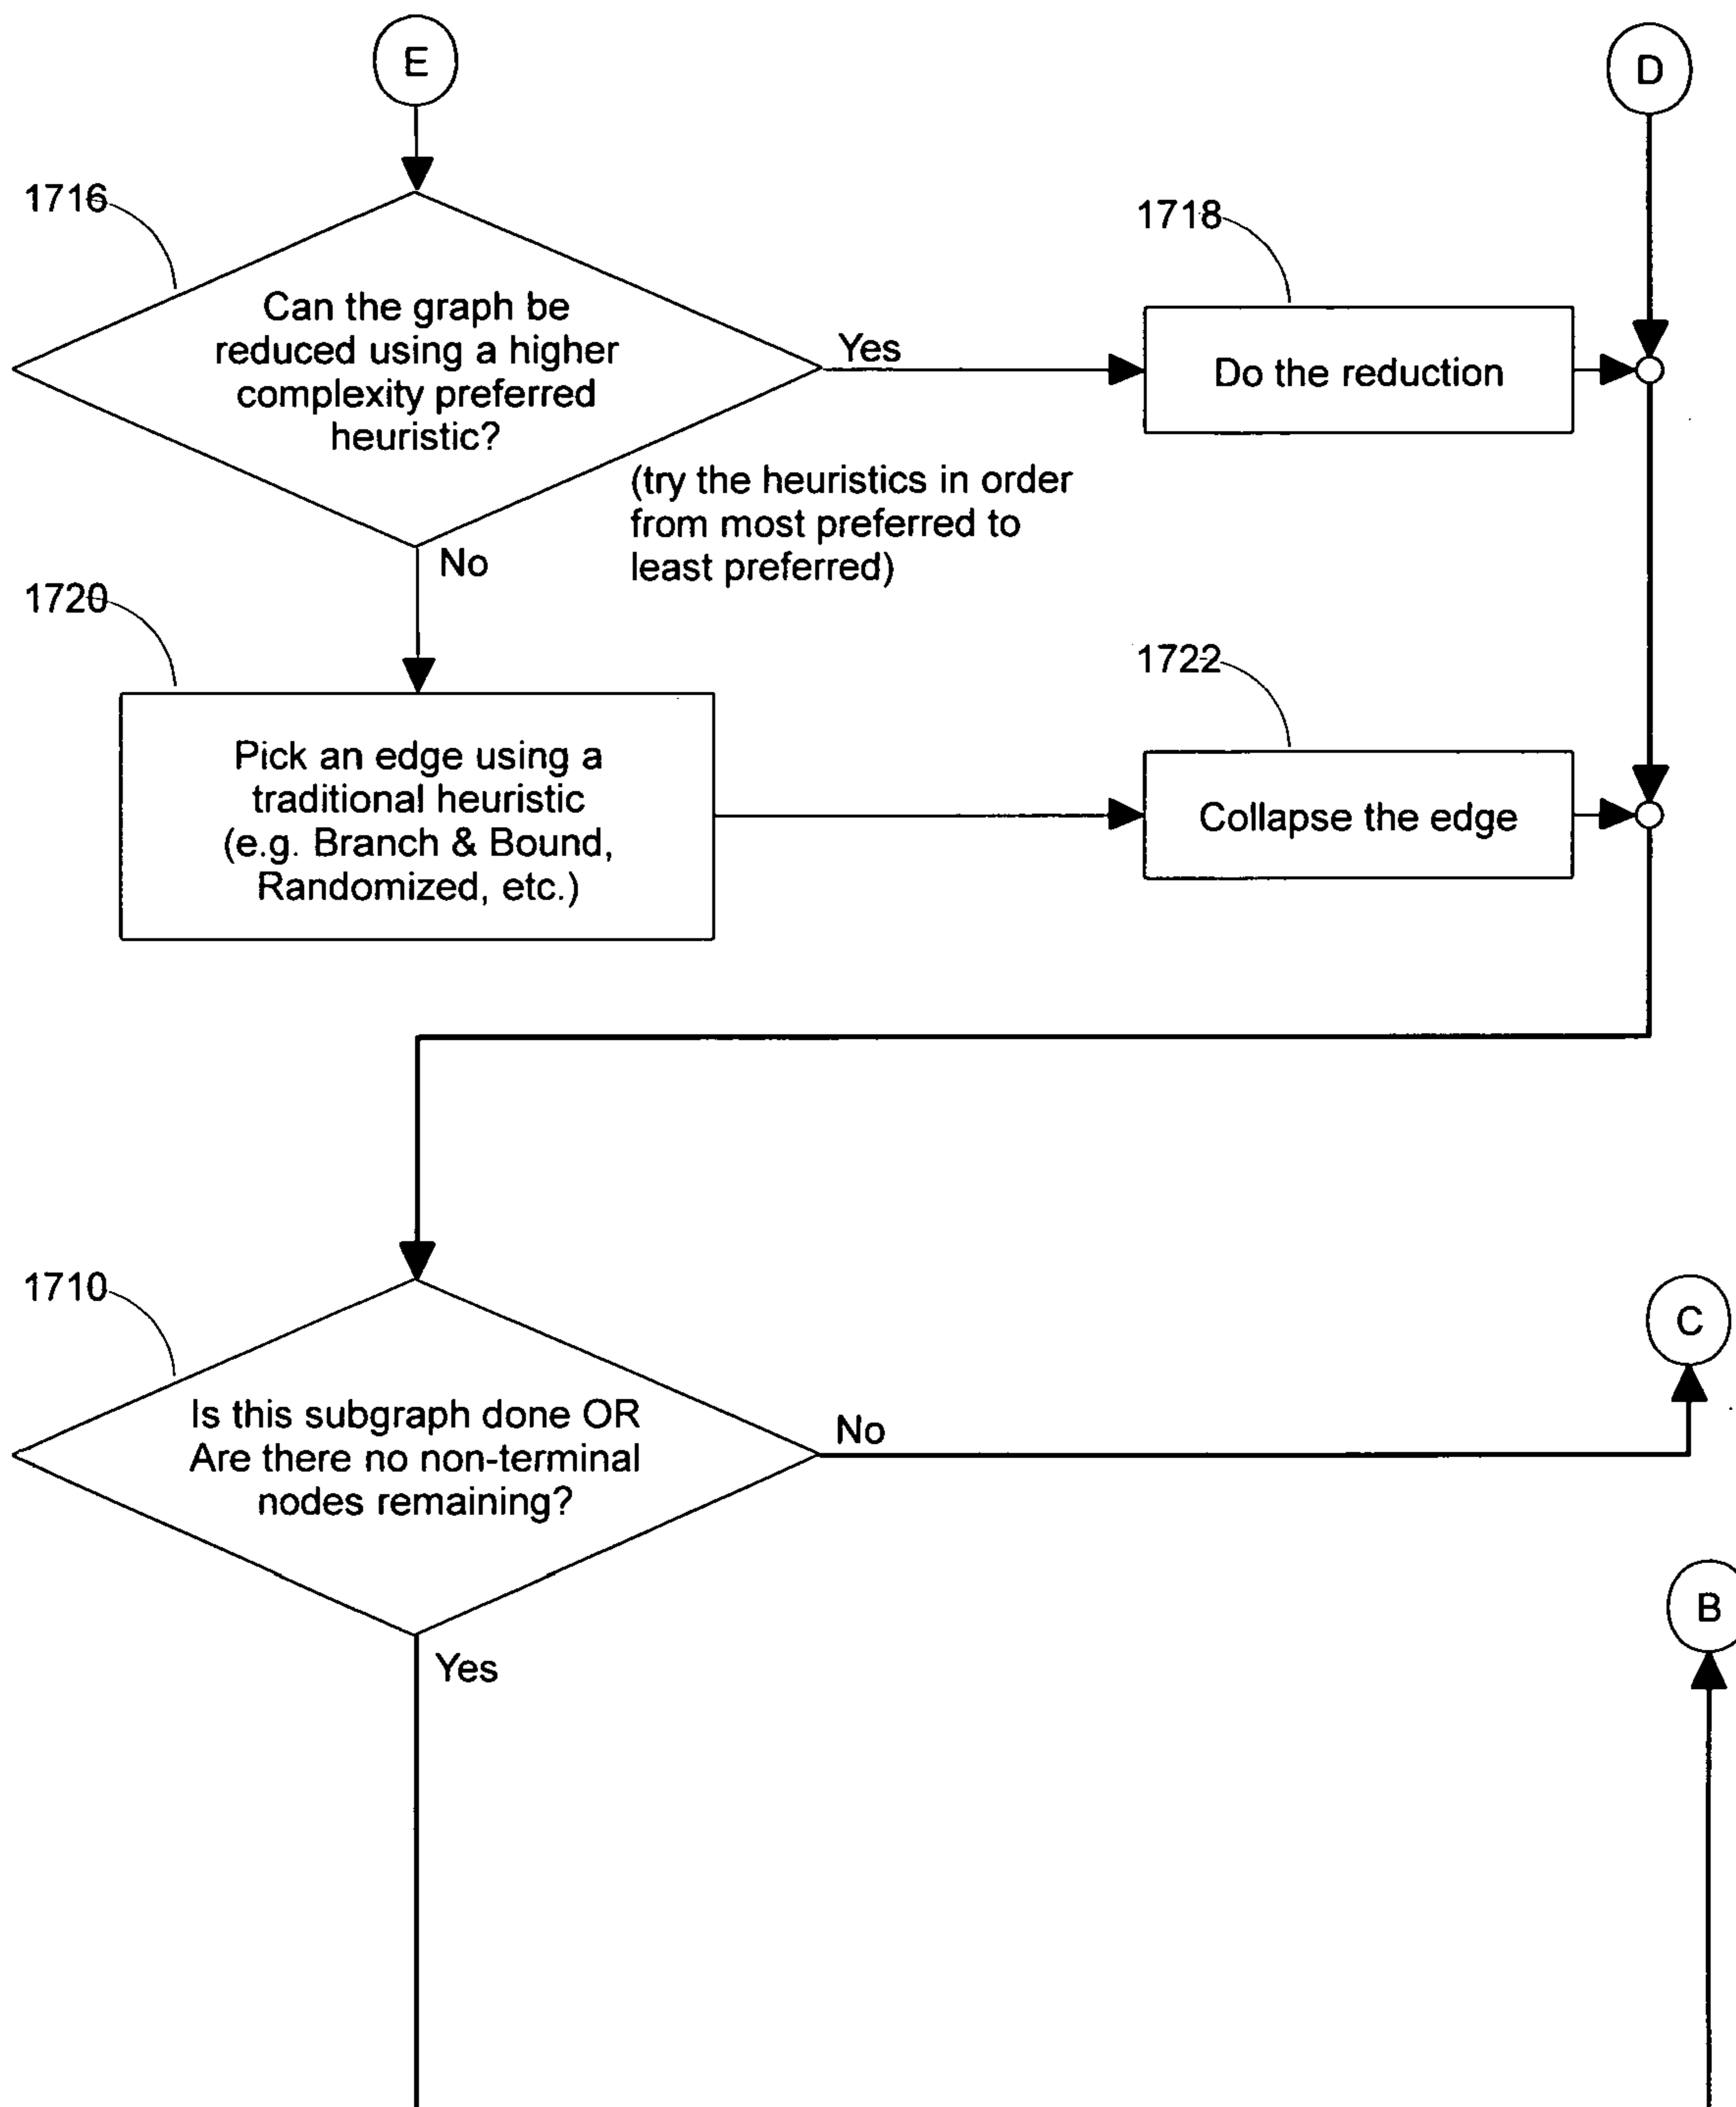 E
D
1716
Can the graph be
reduced using a higher
complexity preferred
heuristic?
Yes
1718
Do the reduction
(try the heuristics in order
from most preferred to
least preferred)
No
1720
Pick an edge using a
traditional heuristic
(e.g. Branch & Bound,
Randomized, etc.)
1722
Collapse the edge
1710
Is this subgraph done OR
Are there no non-terminal
nodes remaining?
No
C
Yes
B